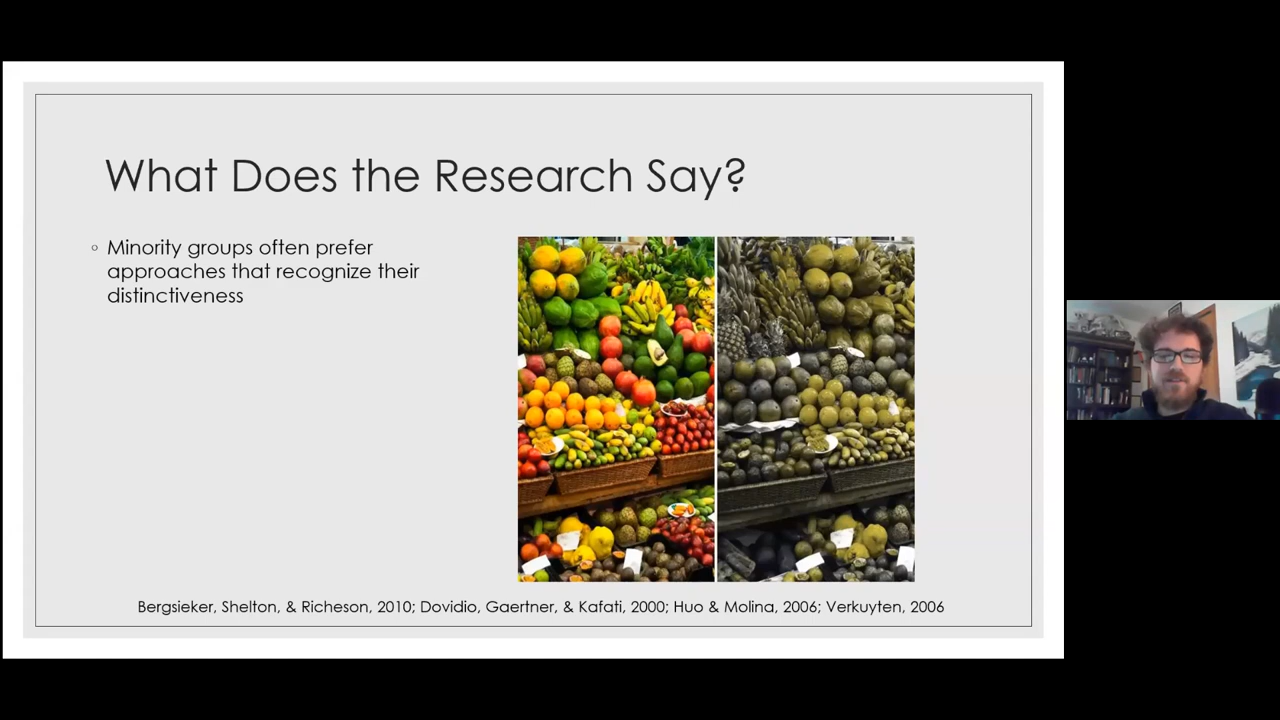 What Does the Research Say?
◦ Minority groups often prefer
approaches that recognize their
distinctiveness
Bergsieker, Shelton, & Richeson, 2010; Dovidio, Gaertner, & Kafati, 2000; Huo & Molina, 2006; Verkuyten, 2006